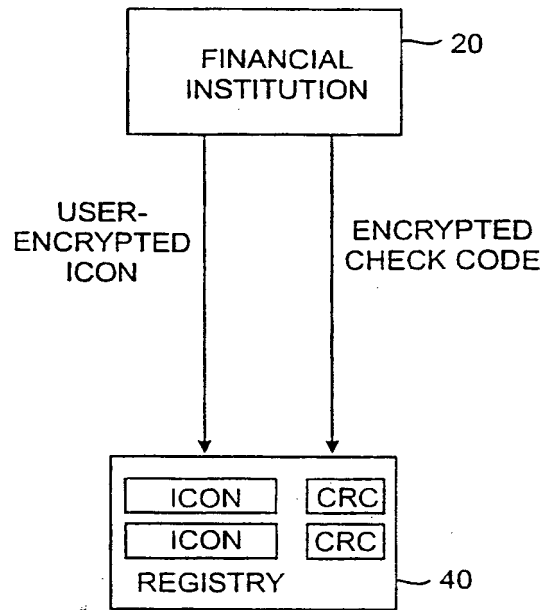 FINANCIAL
INSTITUTION
20
USER-
ENCRYPTED
ICON
ENCRYPTED
CHECK CODE
ICON CRC
ICON CRC
REGISTRY
40